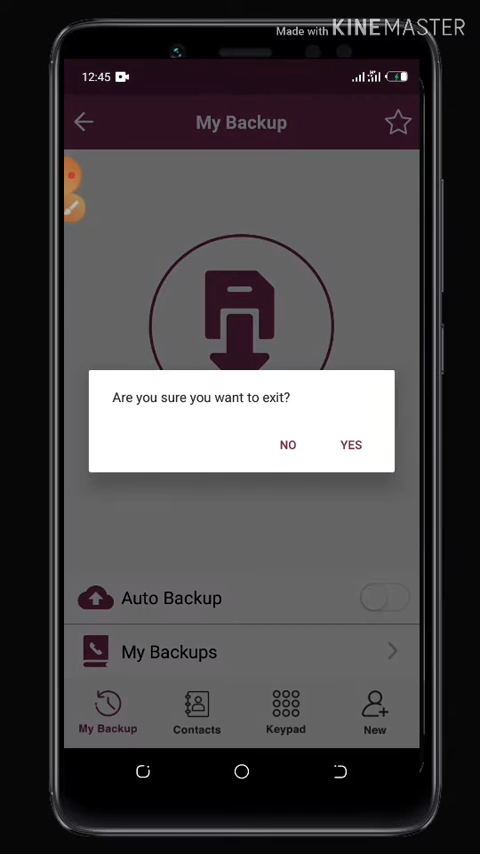 Made with KINEMASTER
12:45
My Backup
Are you sure you want to exit?
NO YES
Auto Backup
My Backups
My Backup Contacts Keypad New